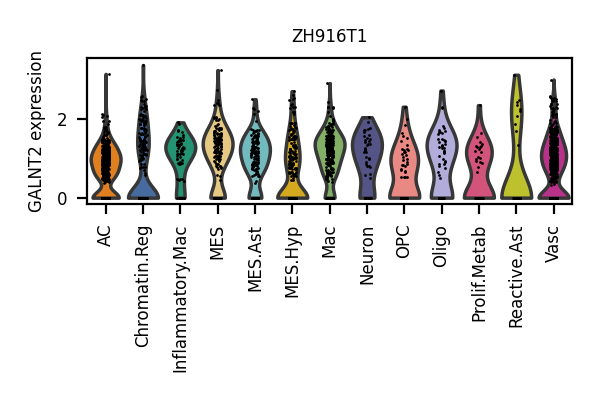 ZH916T1
GALNT2 expression
2
0
AC
Chromatin.Reg
Inflammatory.Mac
MES
MES.Ast
MES.Hyp
Mac
Neuron
OPC
Oligo
Prolif.Metab
Reactive.Ast
Vasc